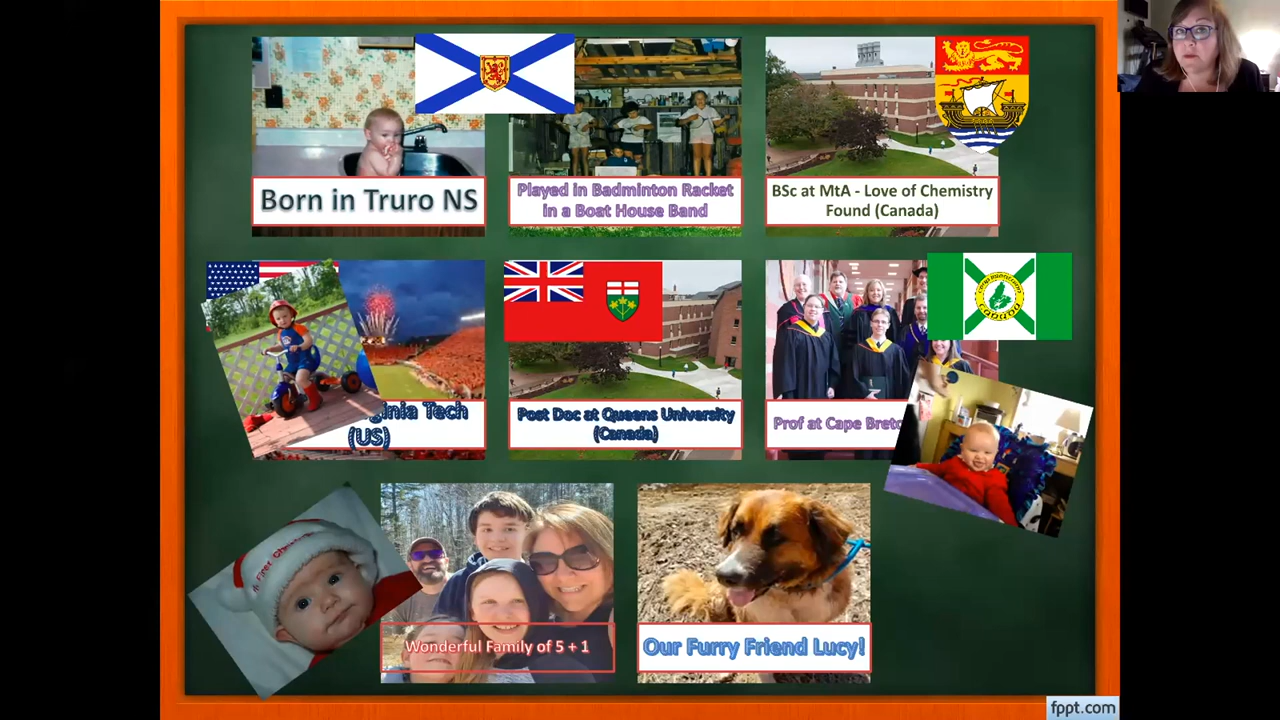 Born in Truro NS
Played in Badminton Racket
in a Boat House Band
BSc at MtA - Love of Chemistry
Found (Canada)
Tech
(US)
Post Doc at Queens University
(Canada)
Prof at Cape
CANADA
Wonderful Family of 5 + 1
Our Furry Friend Lucy!
fppt.com